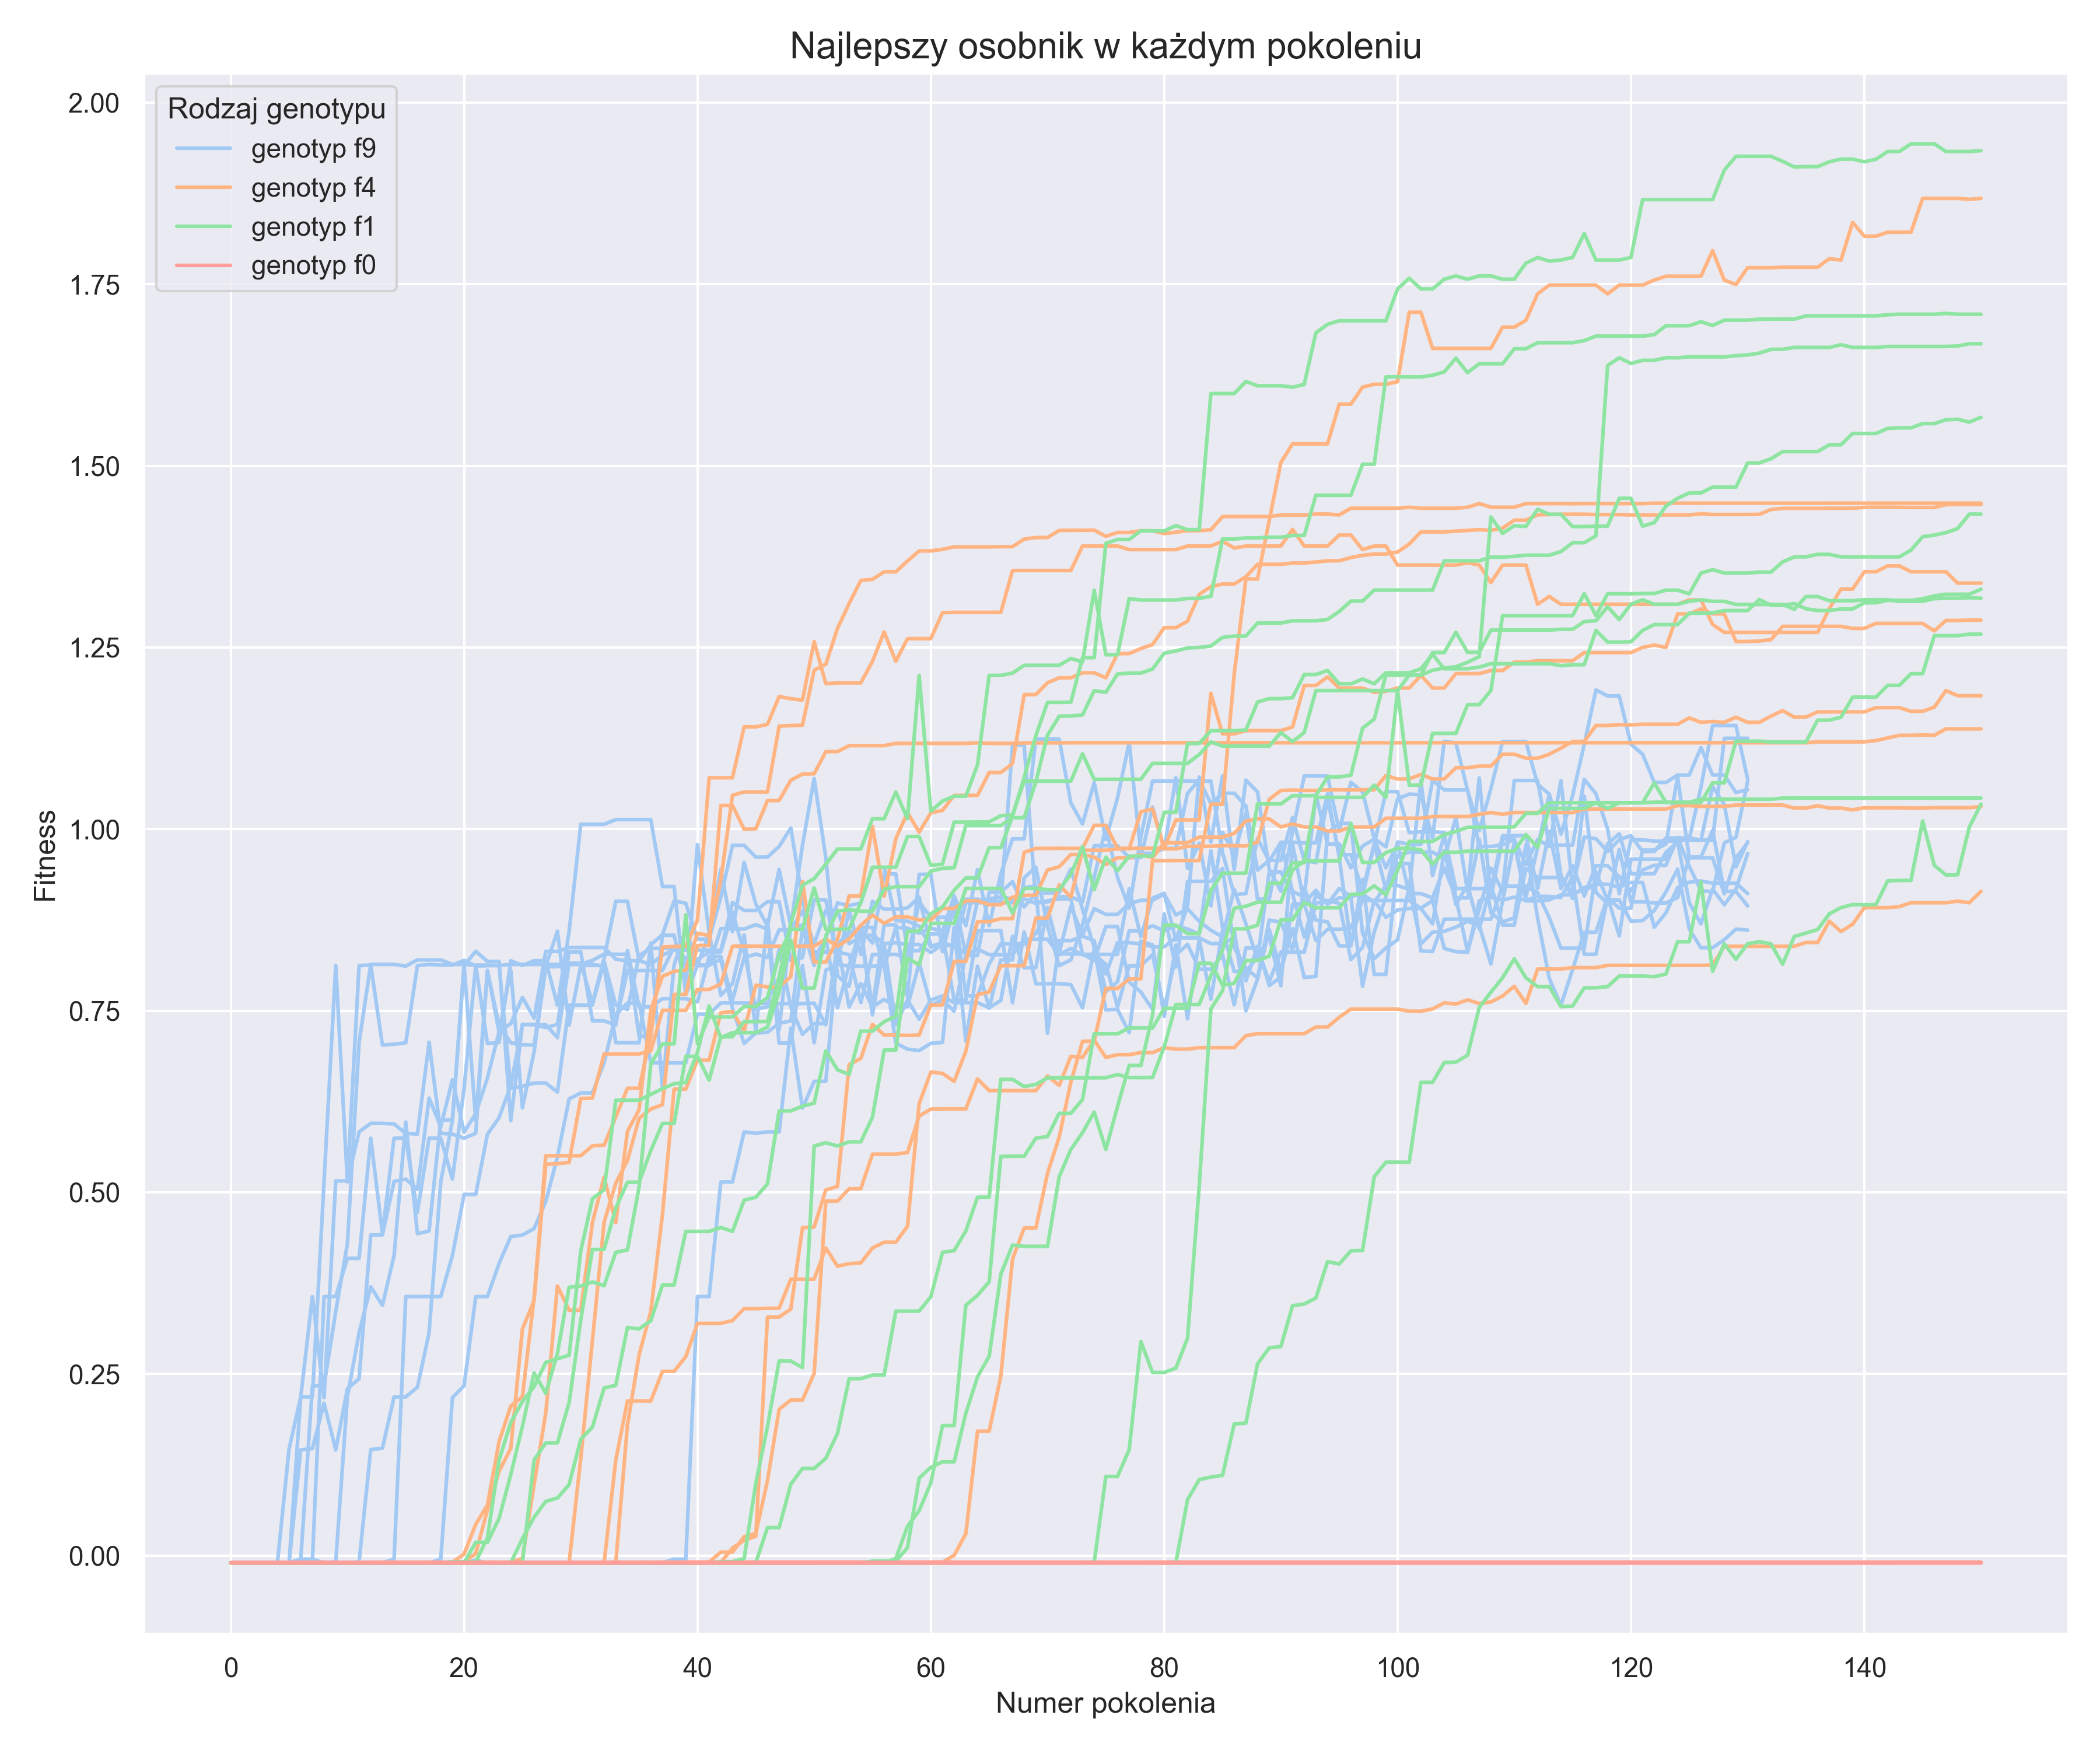 Najlepszy osobnik w każdym pokoleniu
Rodzaj genotypu
genotyp f9
genotyp f4
genotyp f1
genotyp f0
2.00
1.75
1.50
1.25
1.00
0.75
0.50
0.25
0.00
Fitness
0 20 40 60 80 100 120 140
Numer pokolenia